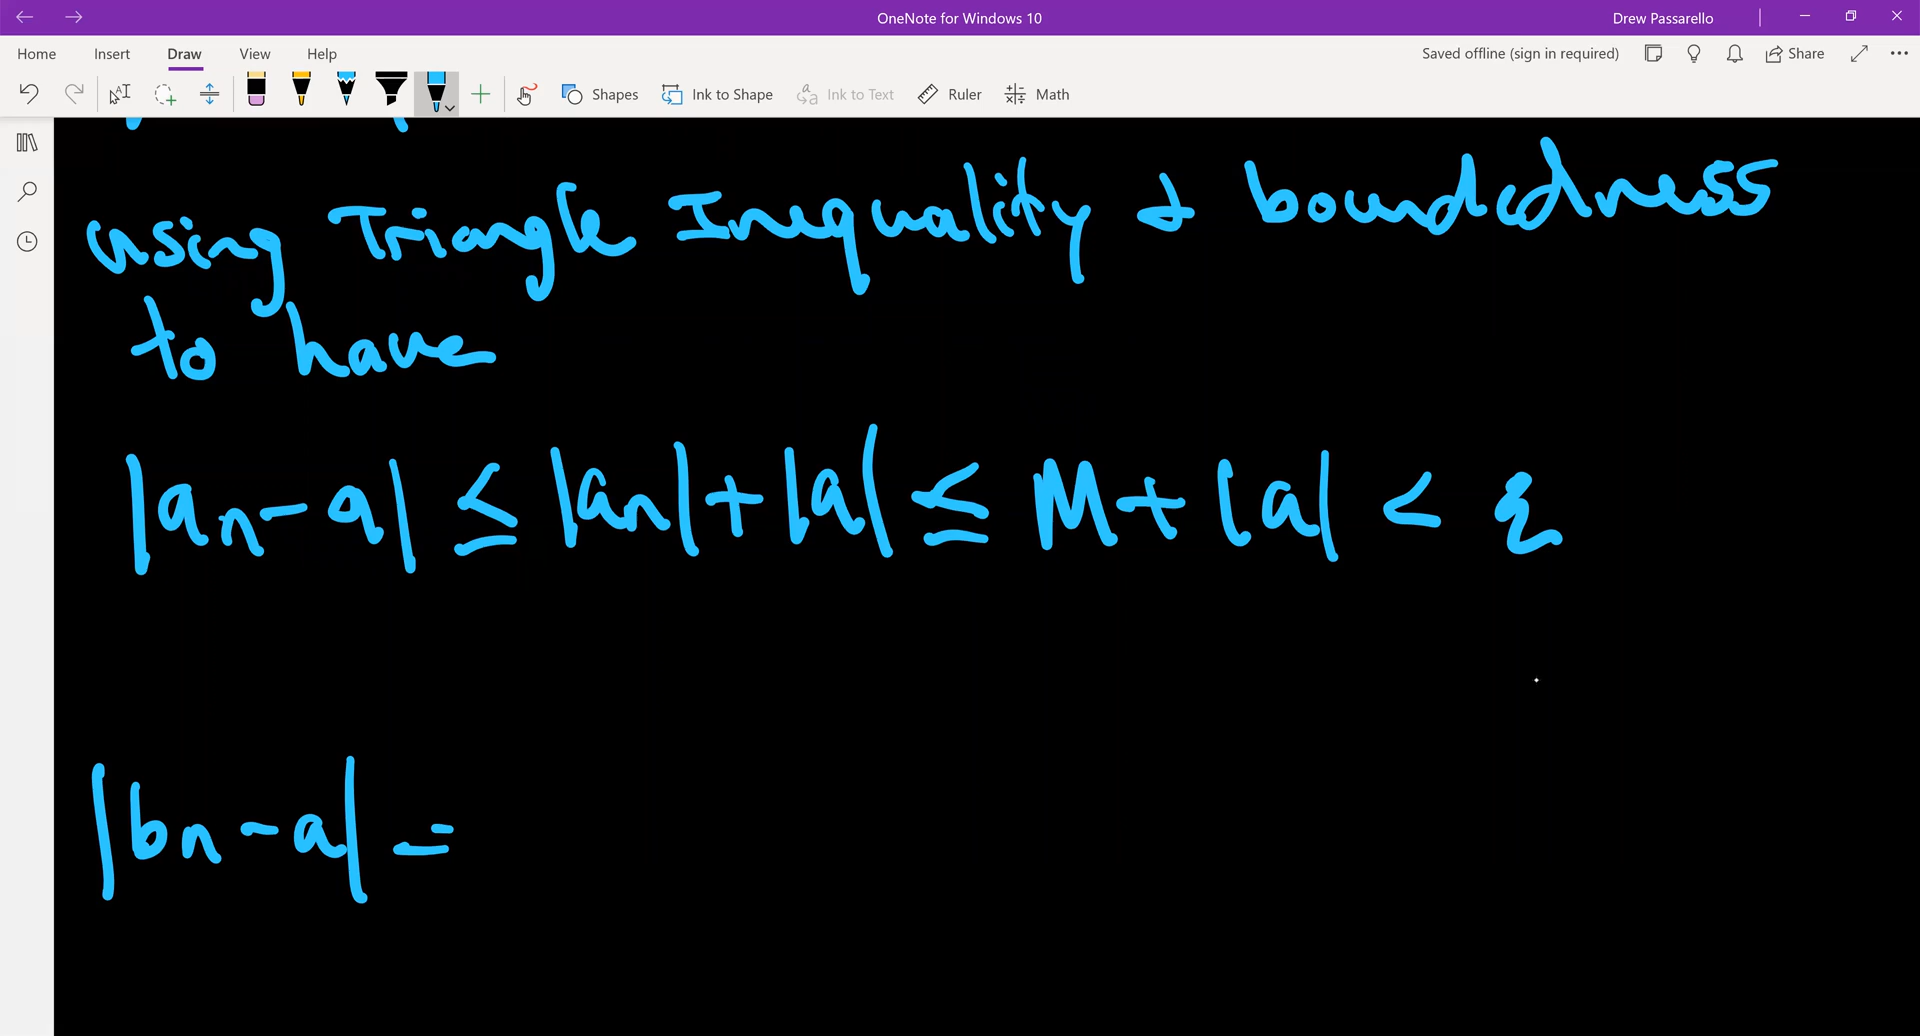 OneNote for Windows 10
Drew Passarello
Home Insert Draw View Help
Saved offline (sign in required) Share
Shapes Ink to Shape Ink to Text Ruler Math
using Triangle Inequality & boundedness
to have
|an - a| ≤ |an| + |a| ≤ M + |a| < ε
|bn - a| =